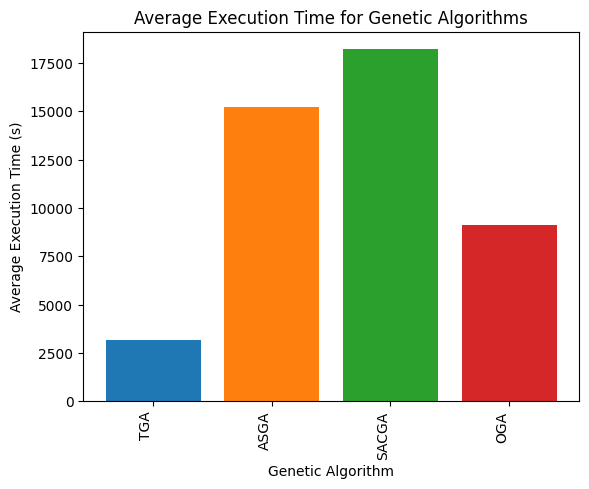 Average Execution Time for Genetic Algorithms
Average Execution Time (s)
17500
15000
12500
10000
7500
5000
2500
0
TGA
ASGA
SACGA
OGA
Genetic Algorithm